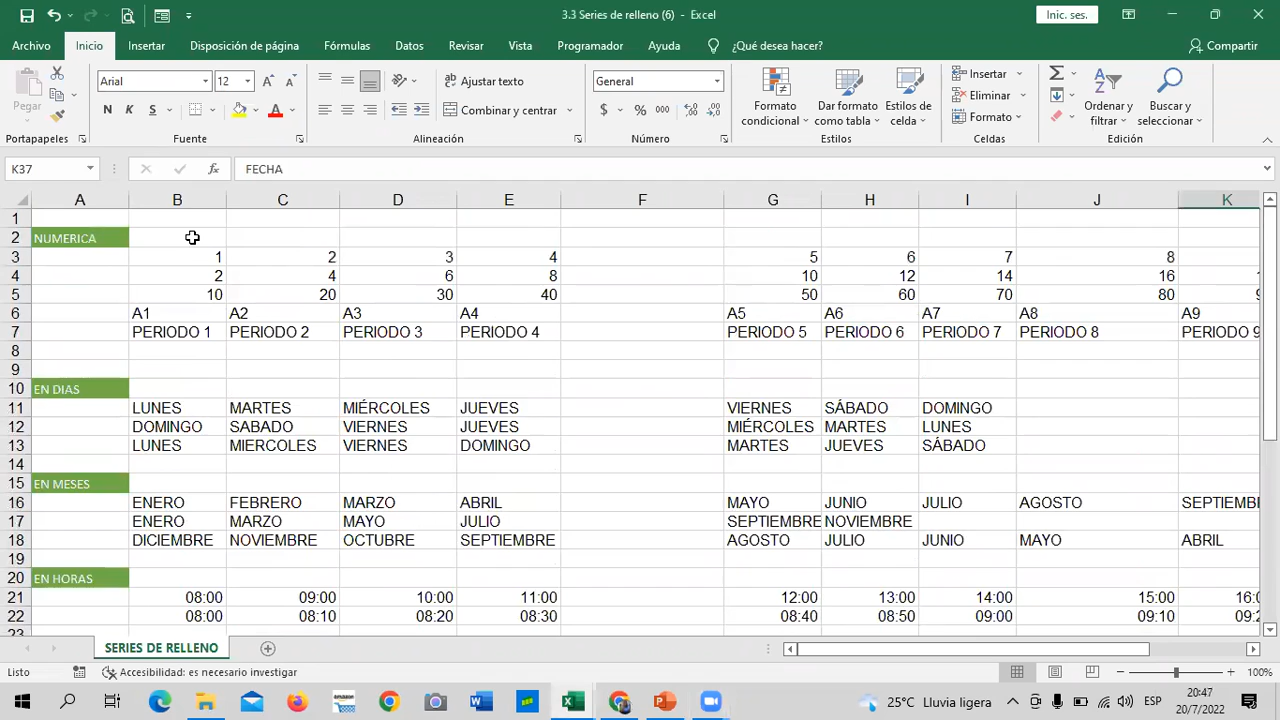 3.3 Series de relleno (6) - Excel
Inic. ses.
Archivo Inicio Insertar Disposición de página Fórmulas Datos Revisar Vista Programador Ayuda ¿Qué desea hacer? Compartir
Pegar
Arial 12
N K S
Ajustar texto
Combinar y centrar
General
$ % 000
Formato condicional
Dar formato como tabla
Estilos de celda
Insertar
Eliminar
Formato
Ordenar y filtrar
Buscar y seleccionar
Portapapeles Fuente Alineación Número Estilos Celdas Edición
K37 fx FECHA
A B C D E F G H I J K
1
2 NUMERICA
3 1 2 3 4 5 6 7 8
4 2 4 6 8 10 12 14 16
5 10 20 30 40 50 60 70 80
6 A1 A2 A3 A4 A5 A6 A7 A8 A9
7 PERIODO 1 PERIODO 2 PERIODO 3 PERIODO 4 PERIODO 5 PERIODO 6 PERIODO 7 PERIODO 8 PERIODO 9
8
9
10 EN DIAS
11 LUNES MARTES MIÉRCOLES JUEVES VIERNES SÁBADO DOMINGO
12 DOMINGO SABADO VIERNES JUEVES MIÉRCOLES MARTES LUNES
13 LUNES MIERCOLES VIERNES DOMINGO MARTES JUEVES SÁBADO
14
15 EN MESES
16 ENERO FEBRERO MARZO ABRIL MAYO JUNIO JULIO AGOSTO SEPTIEMB
17 ENERO MARZO MAYO JULIO SEPTIEMBRE NOVIEMBRE
18 DICIEMBRE NOVIEMBRE OCTUBRE SEPTIEMBRE AGOSTO JULIO JUNIO MAYO ABRIL
19
20 EN HORAS
21 08:00 09:00 10:00 11:00 12:00 13:00 14:00 15:00 16:0
22 08:00 08:10 08:20 08:30 08:40 08:50 09:00 09:10 09:2
23
SERIES DE RELLENO
Listo Accesibilidad: es necesario investigar 100%
25°C Lluvia ligera ESP 20:47
20/7/2022